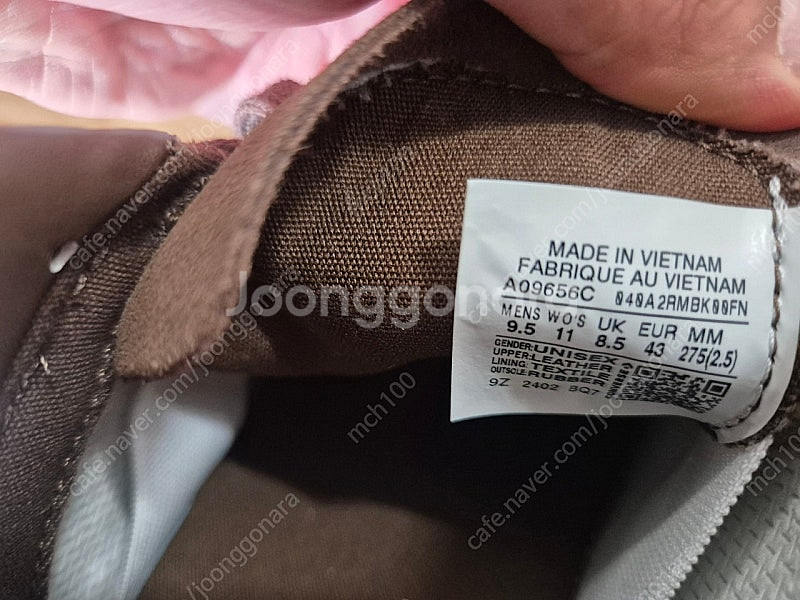 MADE IN VIETNAM
FABRIQUE AU VIETNAM
A09656C 040A2RMBK00FN
MENS WO'S UK EUR MM
9.5 11 8.5 43 275(2.5)
GENDER:UNISEX
UPPER:LEATHER
LINING:TEXTILE
OUTSOLE:RUBBER
9Z 2402 BQ7
Joonggonara
mch100
cafe.naver.com/joonggonara